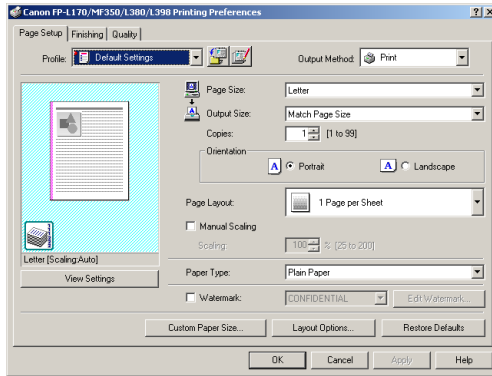 Canon FP-L170/MF350/L380/L398 Printing Preferences
Page Setup Finishing Quality
Profile: Default Settings Output Method: Print
Page Size: Letter
Output Size: Match Page Size
Copies: 1 [1 to 99]
Orientation
A Portrait A Landscape
Page Layout: 1 Page per Sheet
Manual Scaling
Scaling: 100 % [25 to 200]
Letter [Scaling:Auto]
View Settings
Paper Type: Plain Paper
Watermark: CONFIDENTIAL Edit Watermark...
Custom Paper Size... Layout Options... Restore Defaults
OK Cancel Apply Help